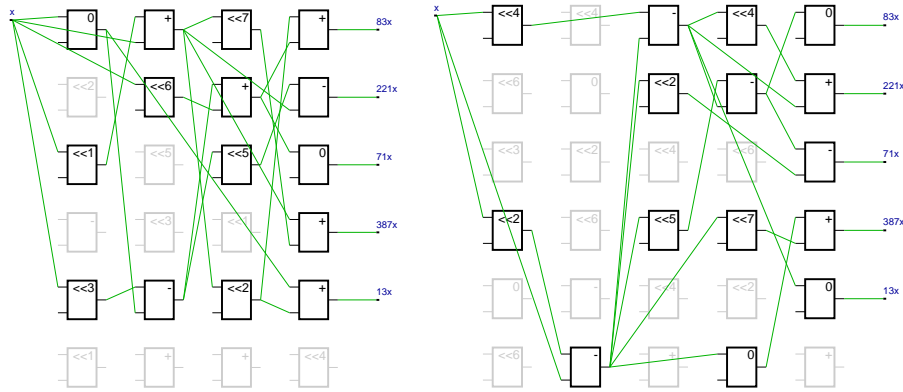 x
0 + <<7 + 83x
<<2 <<6 + - 221x
<<1 <<5 <<5 0 71x
- <<3 <<1 + 387x
<<3 - <<2 + 13x
<<1 + + <<4
x
<<4 <<4 - <<4 0 83x
<<6 0 <<2 - + 221x
<<3 <<2 <<4 <<6 - 71x
<<2 <<6 <<5 <<7 + 387x
0 - <<4 <<2 0 13x
<<6 - + 0 +